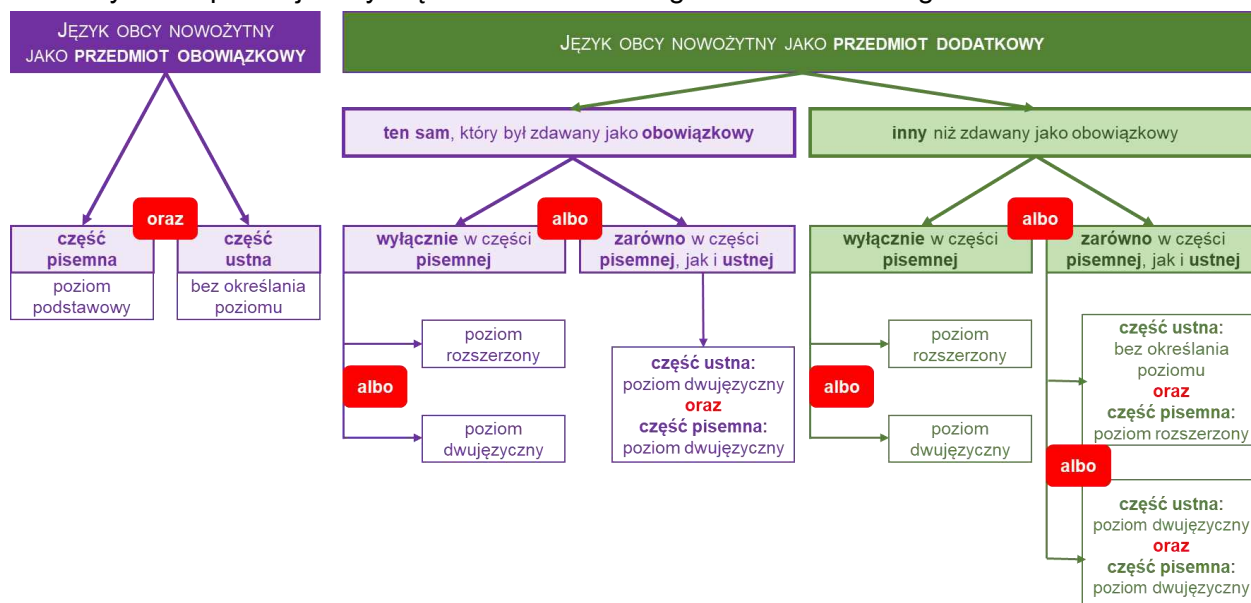 JĘZYK OBCY NOWOŻYTNY
JAKO PRZEDMIOT OBOWIĄZKOWY
JĘZYK OBCY NOWOŻYTNY JAKO PRZEDMIOT DODATKOWY
ten sam, który był zdawany jako obowiązkowy
inny niż zdawany jako obowiązkowy
oraz
część
pisemna
poziom
podstawowy
część
ustna
bez określania
poziomu
albo
wyłącznie w części
pisemnej
zarówno w części
pisemnej, jak i ustnej
poziom
rozszerzony
albo
poziom
dwujęzyczny
część ustna:
poziom dwujęzyczny
oraz
część pisemna:
poziom dwujęzyczny
albo
wyłącznie w części
pisemnej
zarówno w części
pisemnej, jak i ustnej
poziom
rozszerzony
albo
poziom
dwujęzyczny
część ustna:
bez określania
poziomu
oraz
część pisemna:
poziom rozszerzony
albo
część ustna:
poziom dwujęzyczny
oraz
część pisemna:
poziom dwujęzyczny